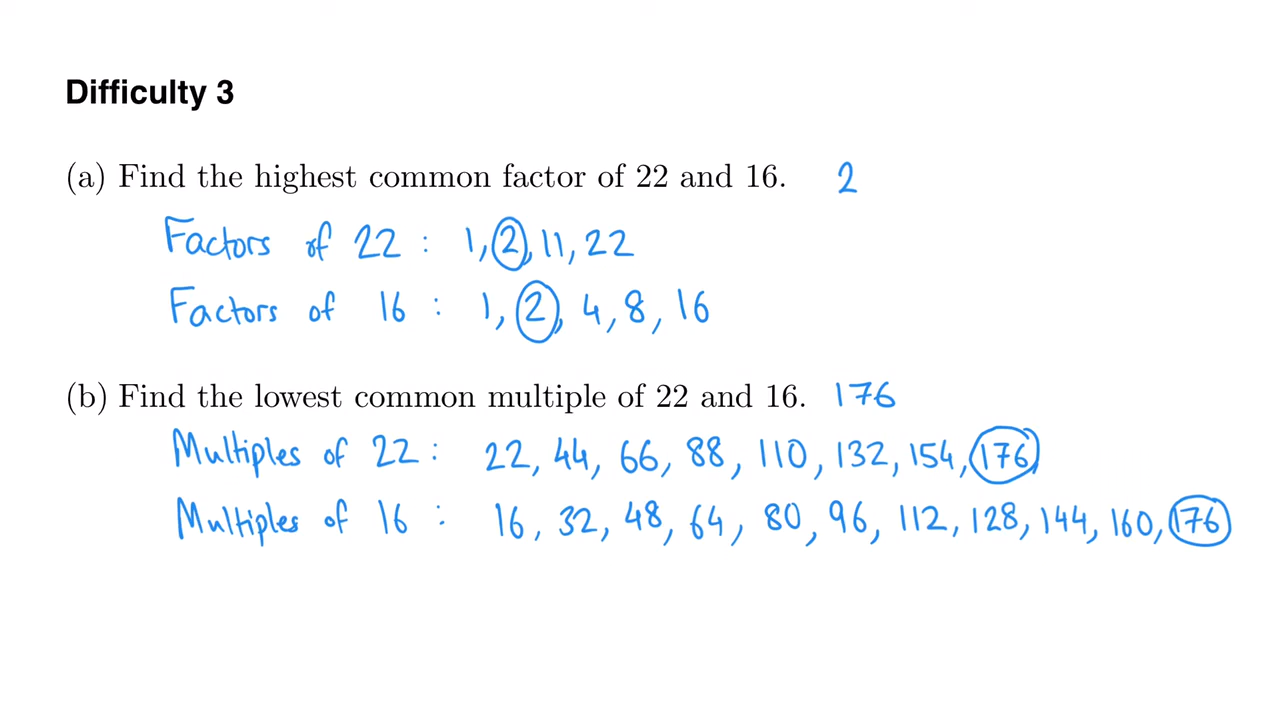 Difficulty 3
(a) Find the highest common factor of 22 and 16. 2
Factors of 22 : 1, 2, 11, 22
Factors of 16 : 1, 2, 4, 8, 16
(b) Find the lowest common multiple of 22 and 16. 176
Multiples of 22 : 22, 44, 66, 88, 110, 132, 154, 176
Multiples of 16 : 16, 32, 48, 64, 80, 96, 112, 128, 144, 160, 176